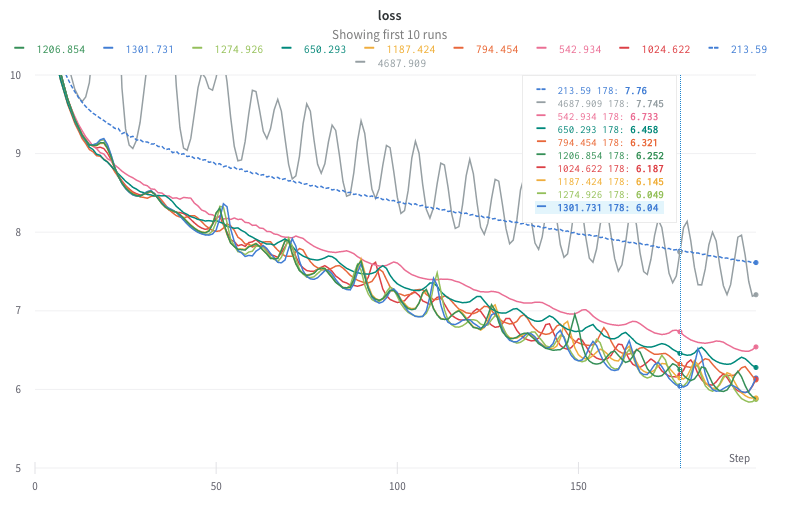 loss
Showing first 10 runs
1206.854 1301.731 1274.926 650.293 1187.424 794.454 542.934 1024.622 213.59
4687.909
10
213.59 178: 7.76
4687.909 178: 7.745
542.934 178: 6.733
650.293 178: 6.458
794.454 178: 6.321
9
1206.854 178: 6.252
1024.622 178: 6.187
1187.424 178: 6.145
1274.926 178: 6.049
1301.731 178: 6.04
8
7
6
5
Step
0 50 100 150